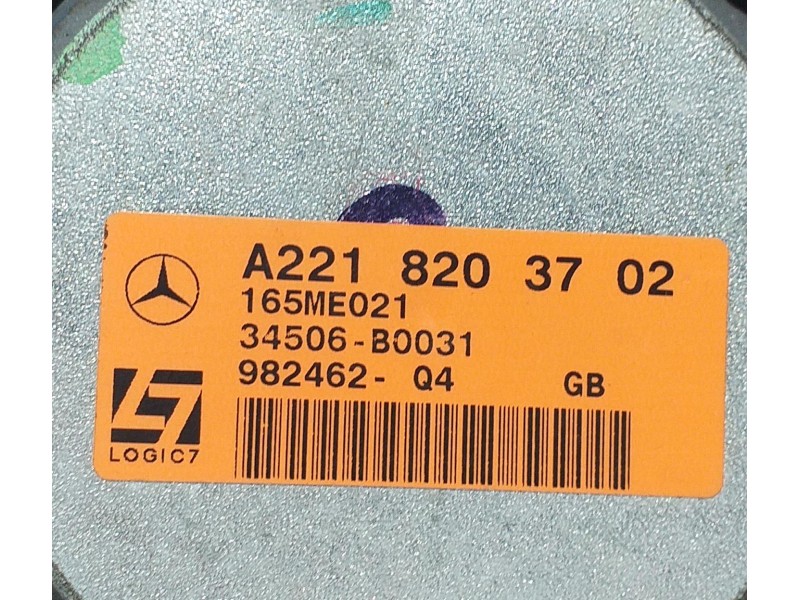 A221 820 37 02
165ME021
34506-B0031
982462- Q4 GB
LOGIC7